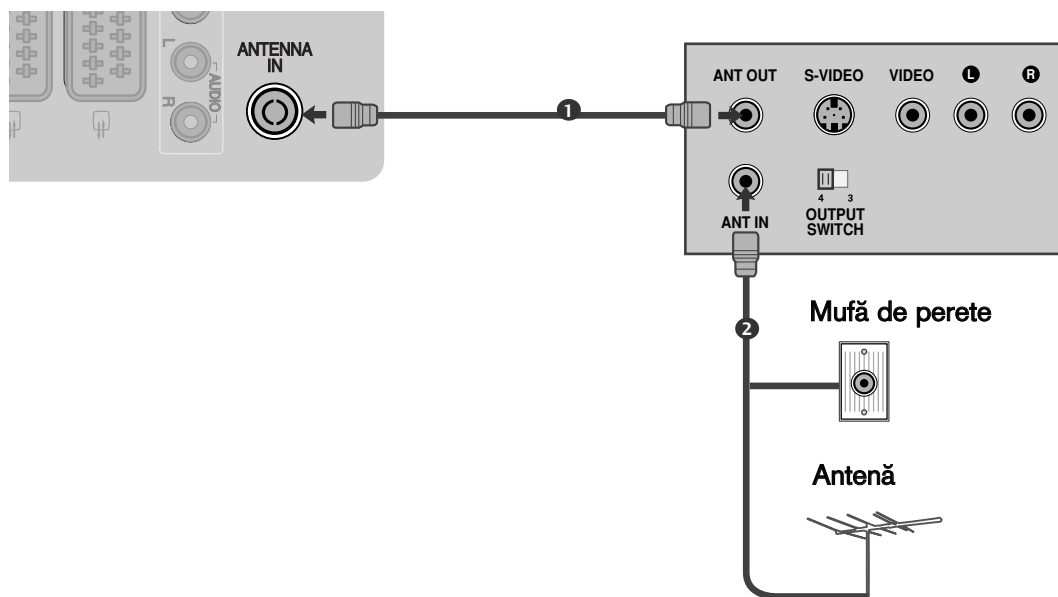 L
R
AUDIO
ANTENNA
IN
1
ANT OUT S-VIDEO VIDEO L R
4 3
ANT IN
OUTPUT
SWITCH
2
Mufă de perete
Antenă